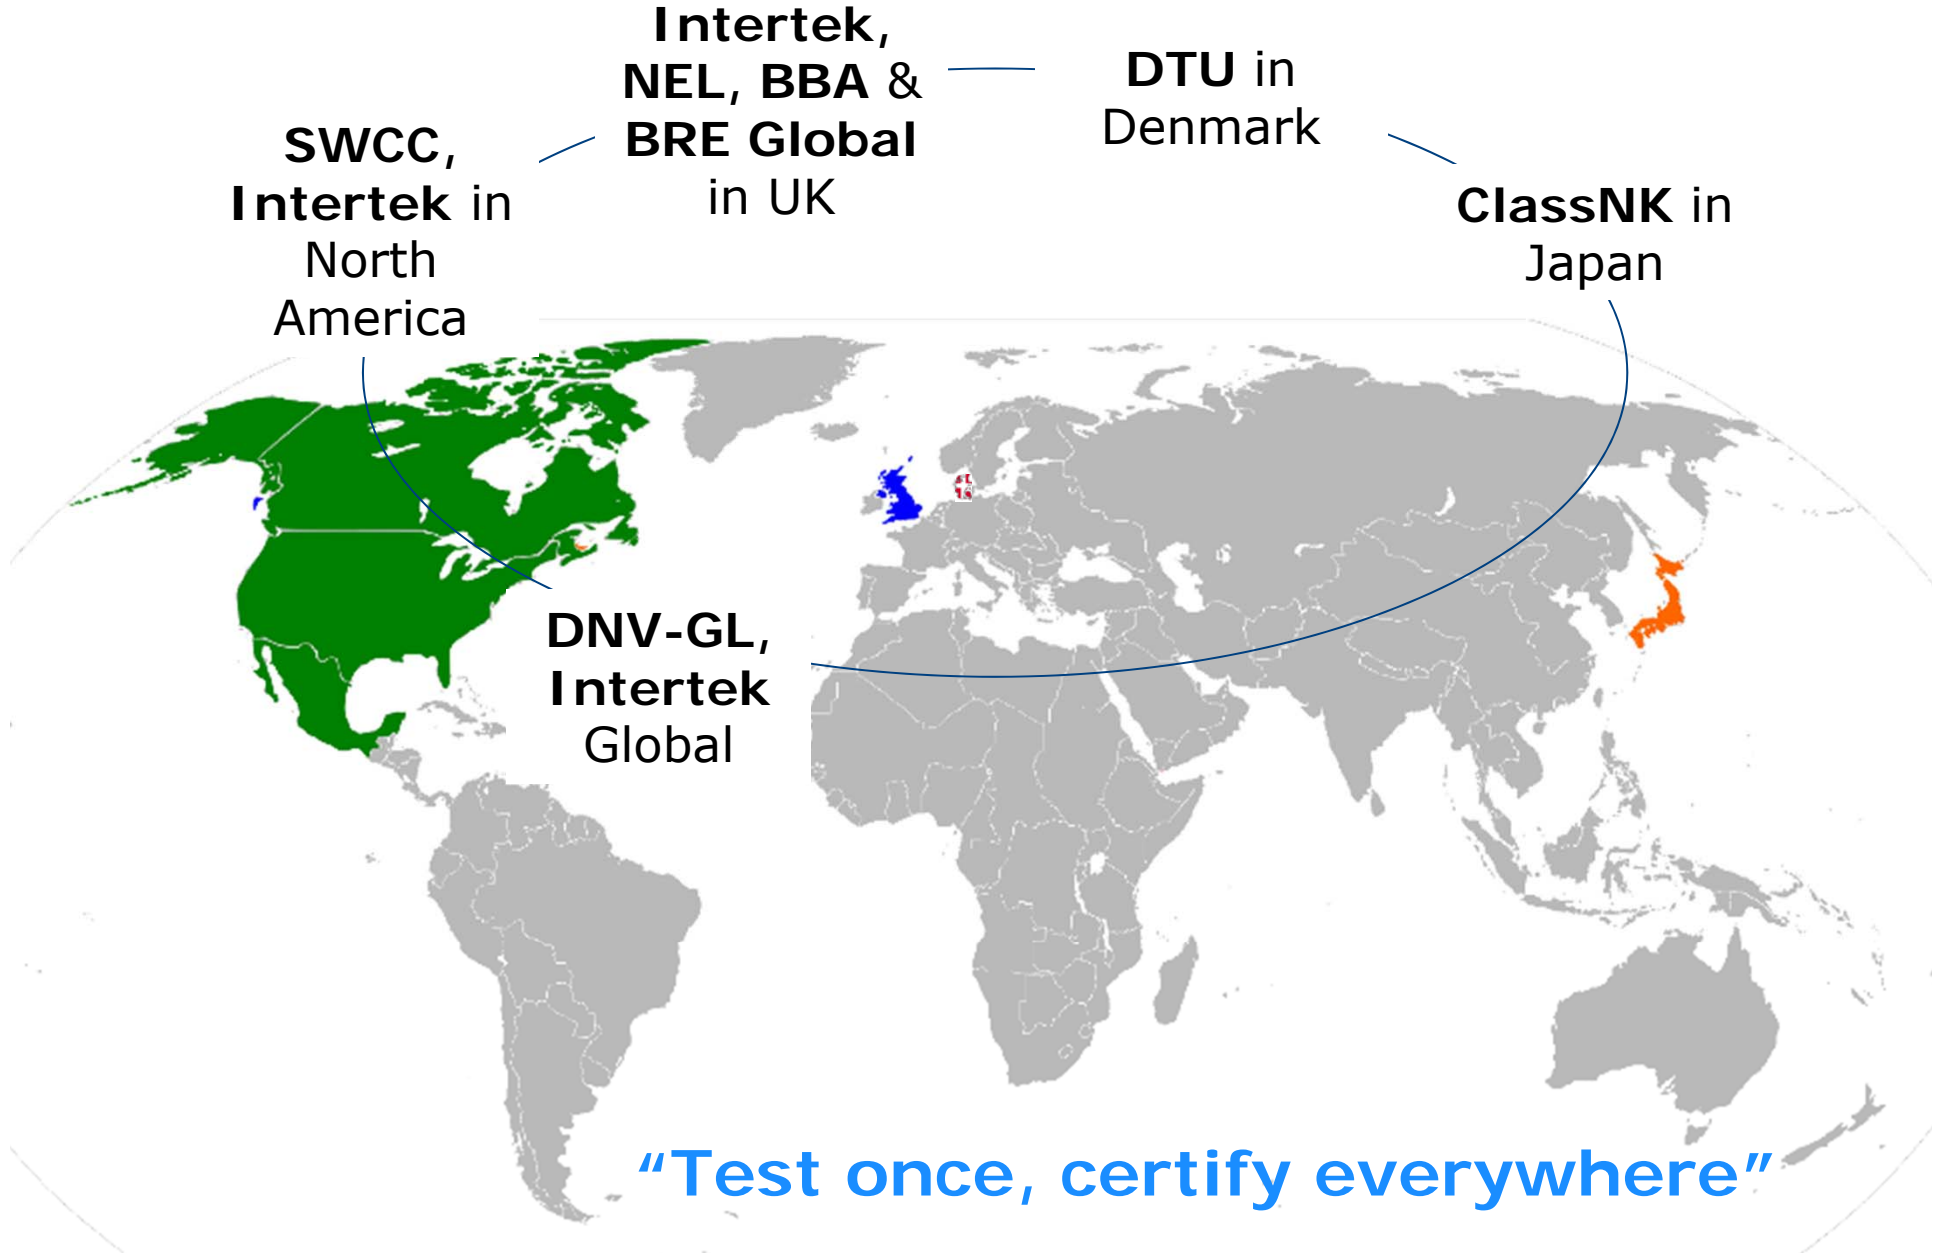 Intertek,
NEL, BBA &
BRE Global
in UK
DTU in
Denmark
SWCC,
Intertek in
North
America
ClassNK in
Japan
DNV-GL,
Intertek
Global
“Test once, certify everywhere”